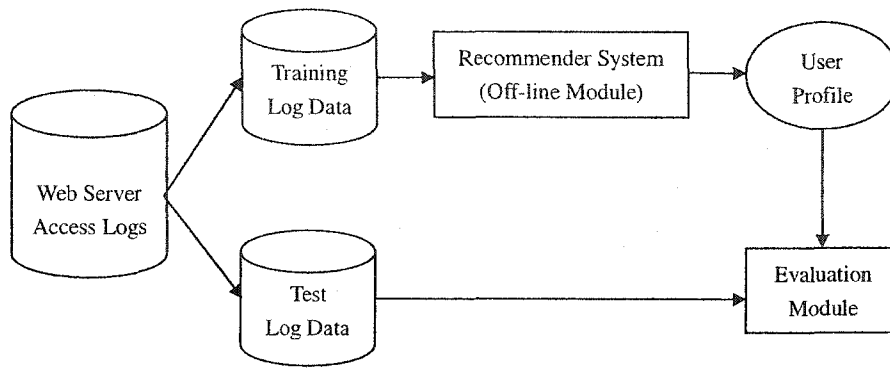 Training
Log Data
Recommender System
(Off-line Module)
User
Profile
Web Server
Access Logs
Test
Log Data
Evaluation
Module